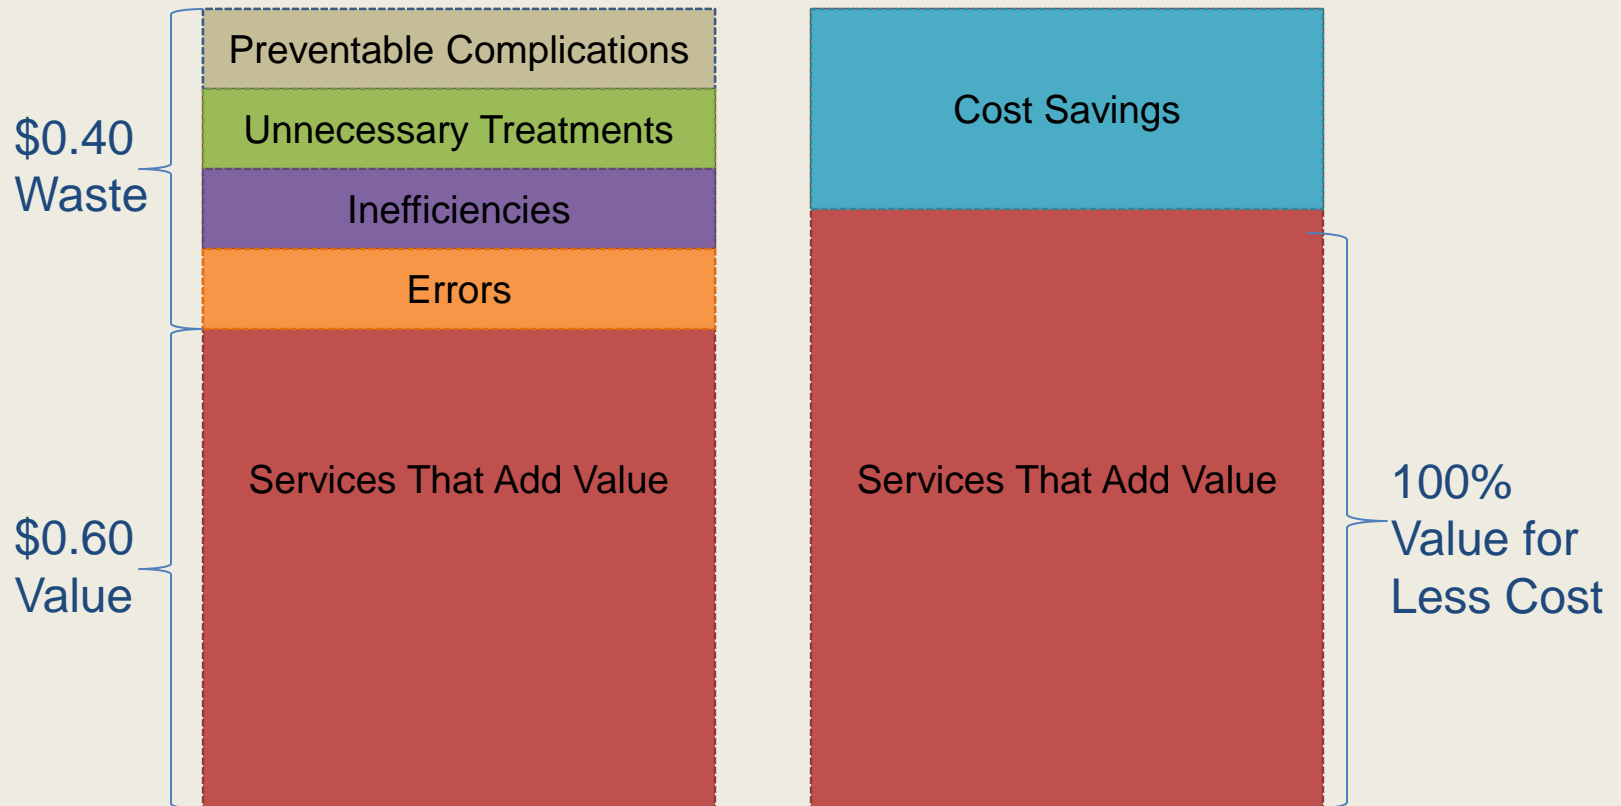 Preventable Complications
Unnecessary Treatments
Inefficiencies
Errors
Services That Add Value
$0.40
Waste
$0.60
Value
Cost Savings
Services That Add Value
100%
Value for
Less Cost